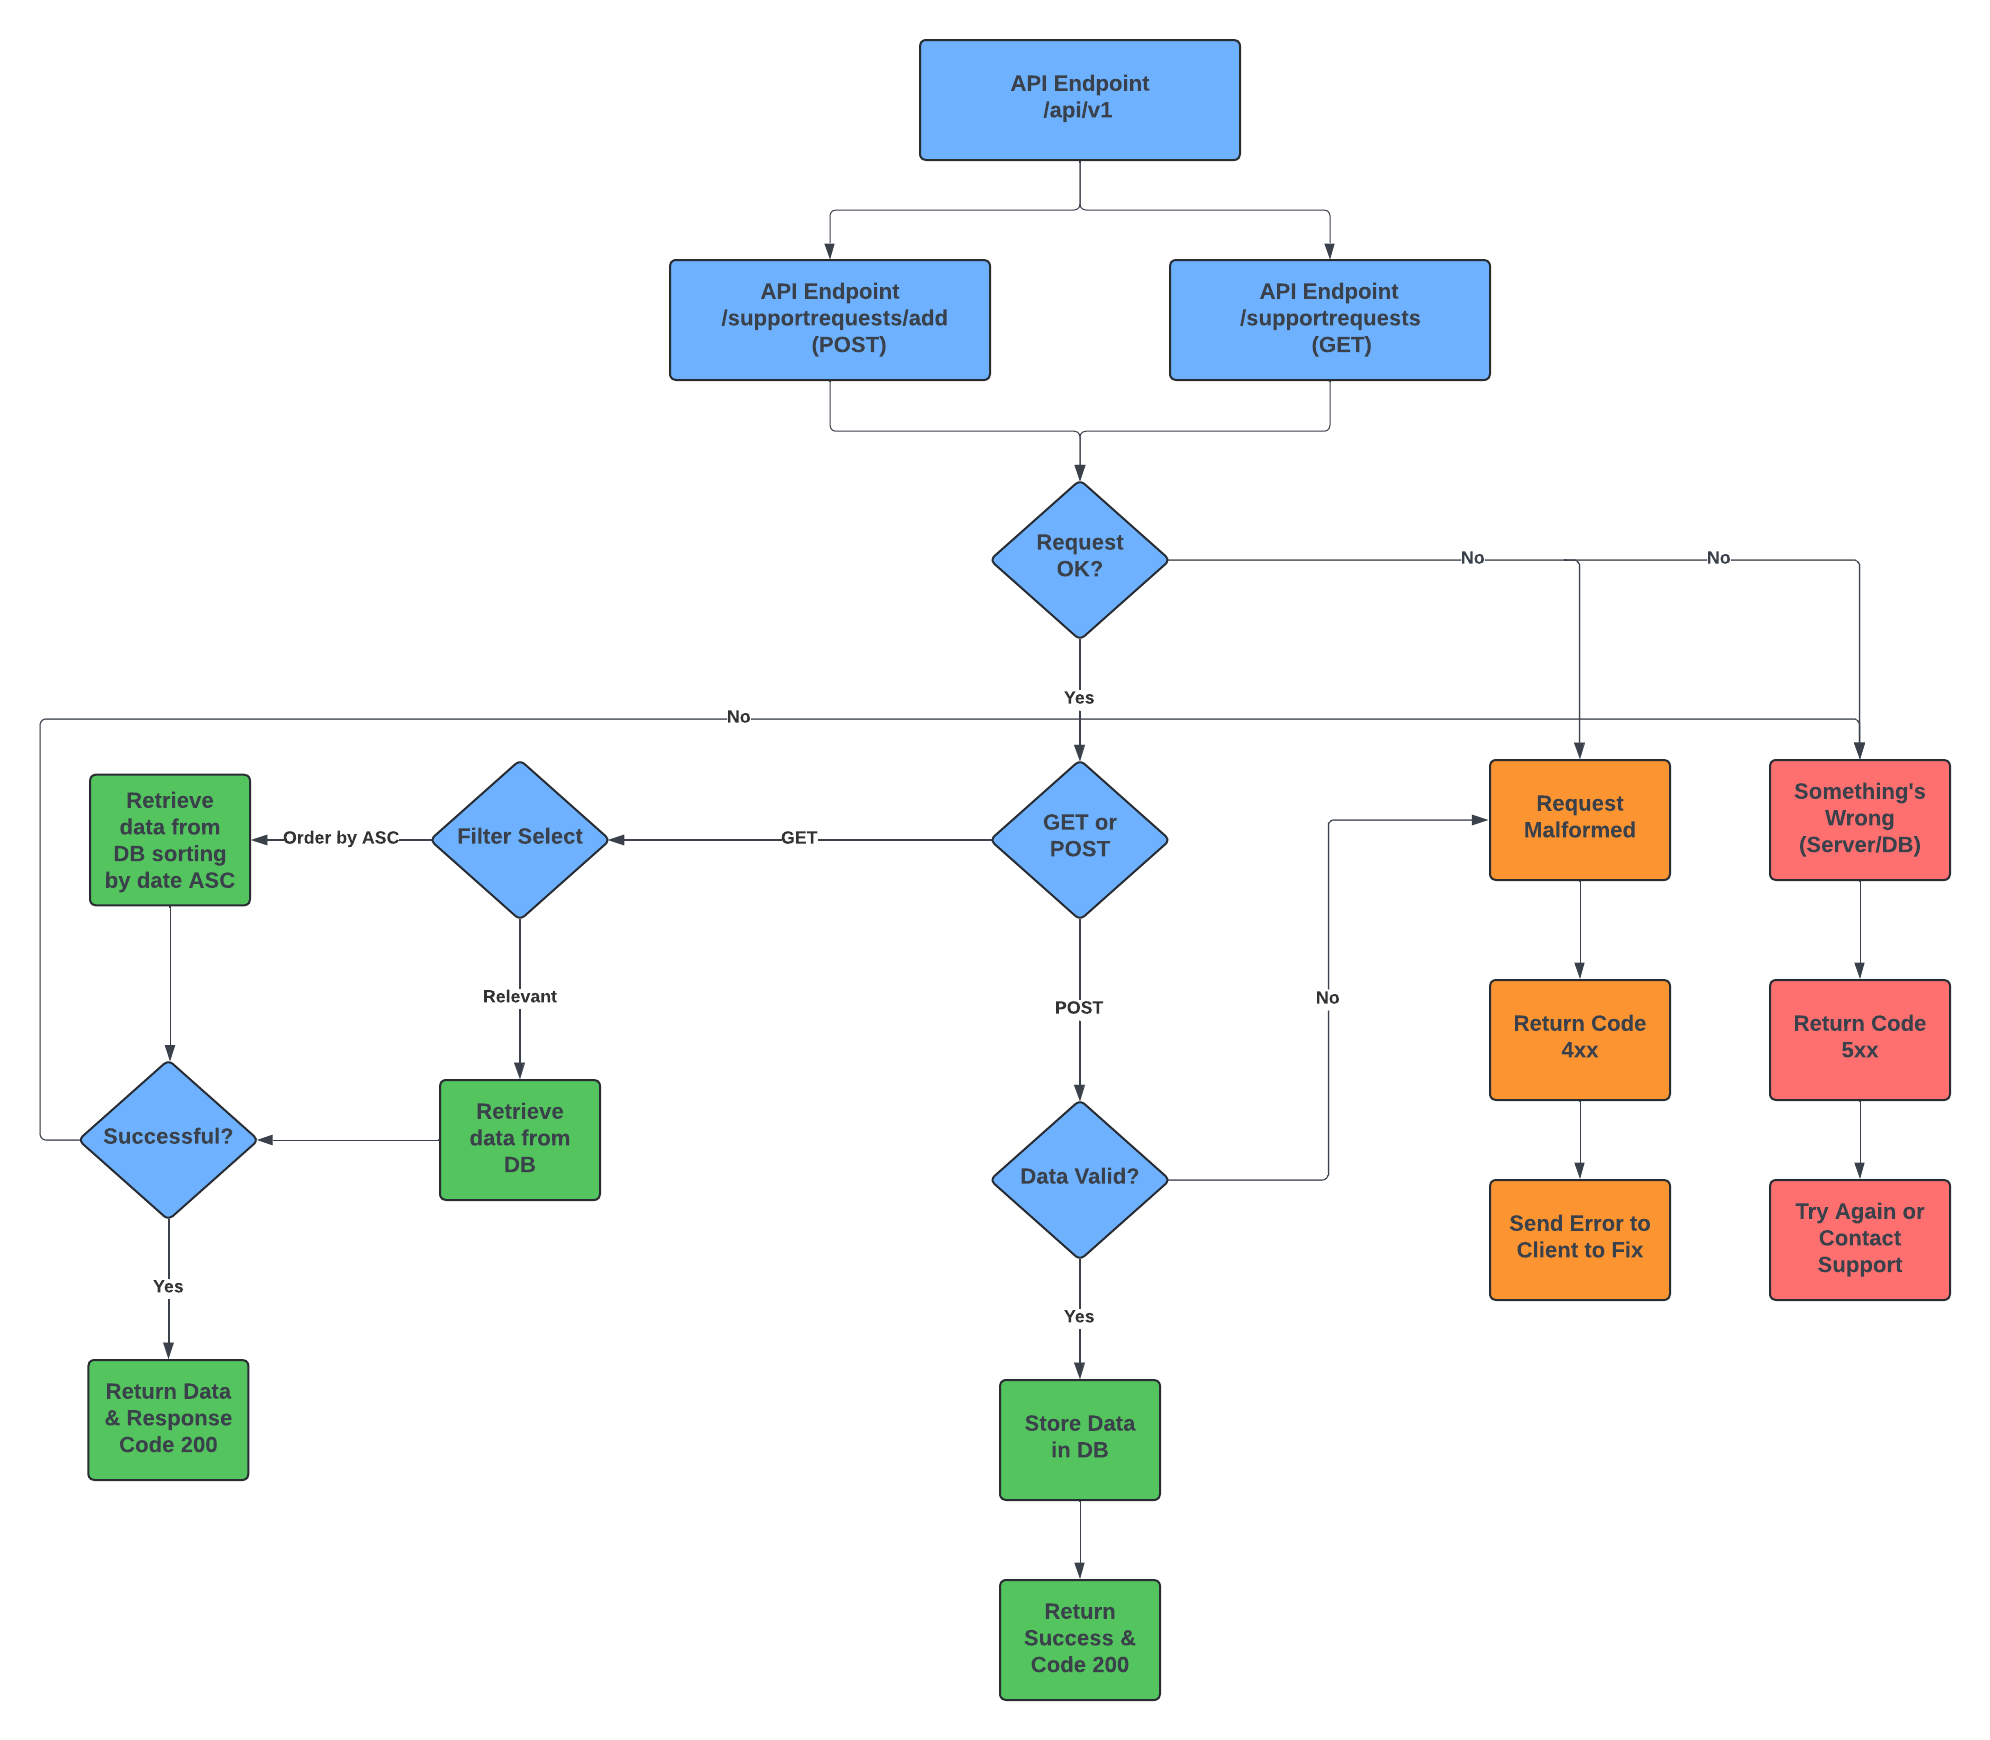 API Endpoint
/api/v1
API Endpoint
/supportrequests/add
(POST)
API Endpoint
/supportrequests
(GET)
Request
OK?
No
No
Yes
No
Retrieve
data from
DB sorting
by date ASC
Order by ASC
Filter Select
GET
GET or
POST
Request
Malformed
Something's
Wrong
(Server/DB)
Relevant
POST
No
Return Code
4xx
Return Code
5xx
Successful?
Retrieve
data from
DB
Data Valid?
Send Error to
Client to Fix
Try Again or
Contact
Support
Yes
Yes
Return Data
& Response
Code 200
Store Data
in DB
Return
Success &
Code 200